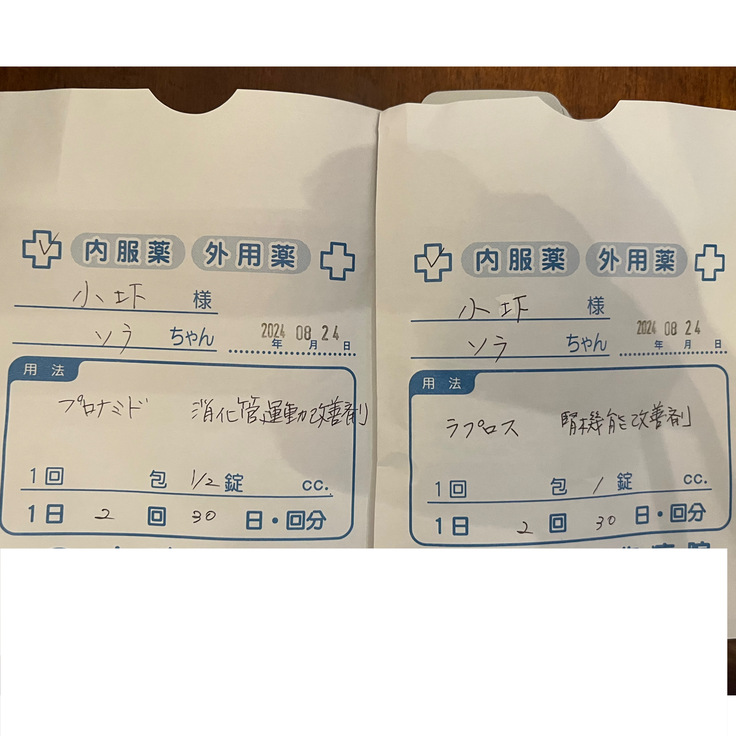 内服薬 外用薬
小圷 様
ソラ ちゃん 2024 年 08 月 24 日
用法
プロナミド 消化管運動改善剤
1回 包 1/2 錠 cc.
1日 2 回 30 日・回分
内服薬 外用薬
小圷 様
ソラ ちゃん 2024 年 08 月 24 日
用法
ラプロス 腎機能改善剤
1回 包 1 錠 cc.
1日 2 回 30 日・回分